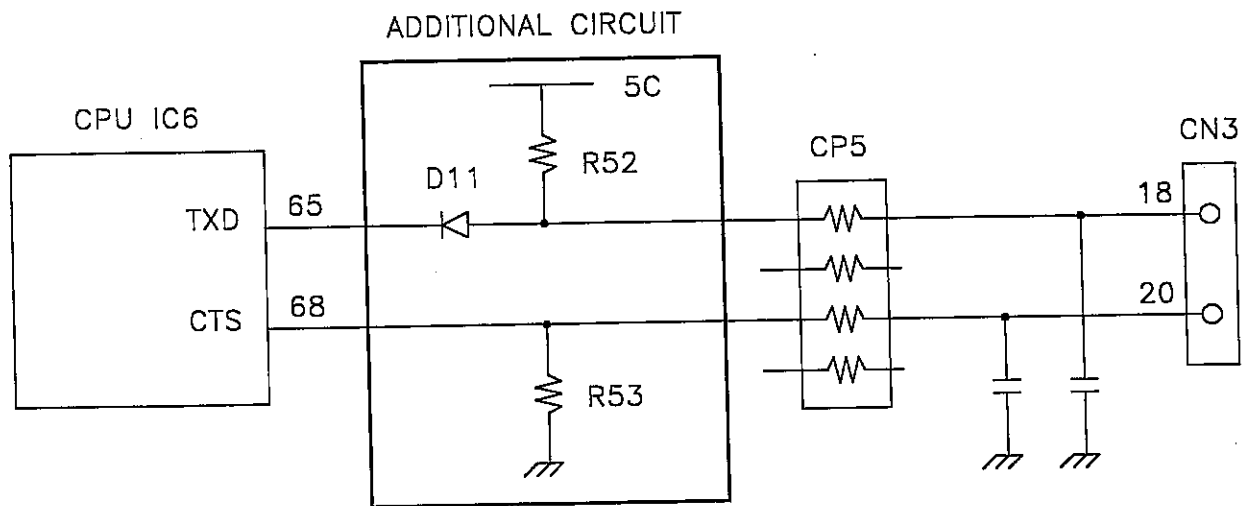 ADDITIONAL CIRCUIT
5C
CPU IC6
R52
CP5
CN3
D11
TXD
65
18
CTS
68
20
R53